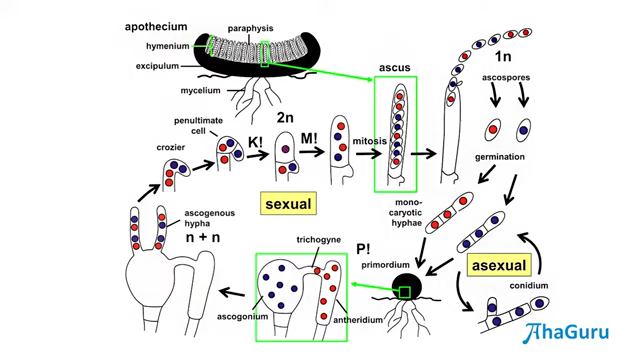 apothecium
paraphysis
hymenium
excipulum
mycelium
ascus
1n
ascospores
2n
penultimate
cell
K!
M!
mitosis
crozier
germination
sexual
mono-
caryotic
hyphae
ascogenous
hypha
n + n
trichogyne
P!
primordium
asexual
conidium
ascogonium
antheridium
AhaGuru